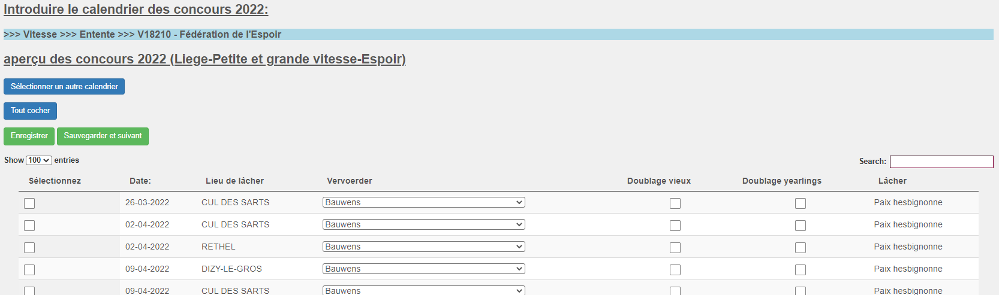 Introduire le calendrier des concours 2022:
>>> Vitesse >>> Entente >>> V18210 - Fédération de l'Espoir
aperçu des concours 2022 (Liege-Petite et grande vitesse-Espoir)
Sélectionner un autre calendrier
Tout cocher
Enregistrer Sauvegarder et suivant
Show 100 entries Search:
Sélectionnez Date: Lieu de lâcher Vervoerder Doublage vieux Doublage yearlings Lâcher
26-03-2022 CUL DES SARTS Bauwens Paix hesbignonne
02-04-2022 CUL DES SARTS Bauwens Paix hesbignonne
02-04-2022 RETHEL Bauwens Paix hesbignonne
09-04-2022 DIZY-LE-GROS Bauwens Paix hesbignonne
09-04-2022 CUL DES SARTS Bauwens Paix hesbignonne